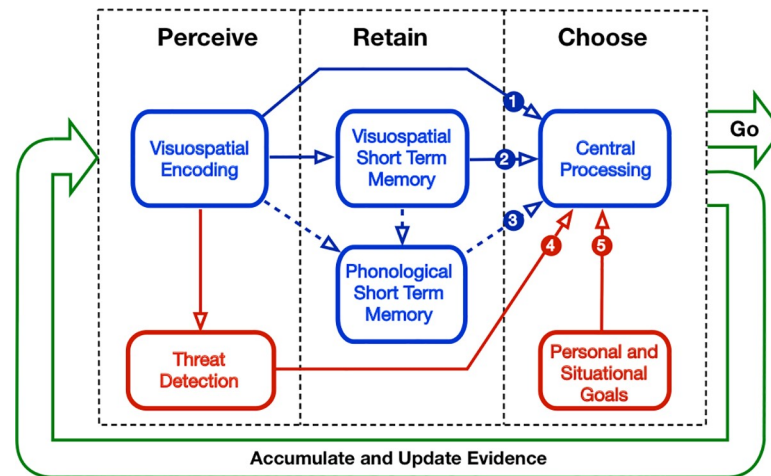 Perceive
Retain
Choose
1
Visuospatial
Encoding
Visuospatial
Short Term
Memory
2
Central
Processing
Go
3
Phonological
Short Term
Memory
4
5
Threat
Detection
Personal and
Situational
Goals
Accumulate and Update Evidence